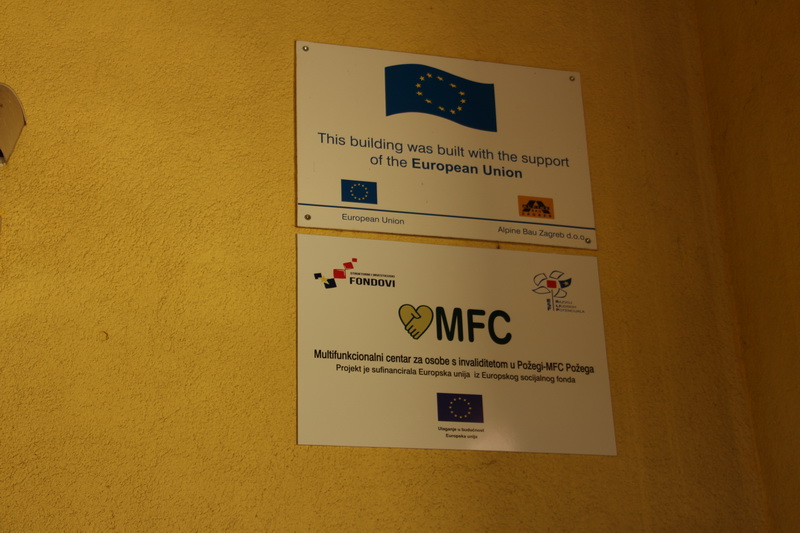 This building was built with the support
of the European Union
European Union
Alpine Bau Zagreb d.o.o.
STRUKTURNI I INVESTICIJSKI
FONDOVI
MFC
Multifunkcionalni centar za osobe s invaliditetom u Požegi-MFC Požega
Projekt je sufinancirala Europska unija iz Europskog socijalnog fonda
Ulaganje u budućnost
Europska unija